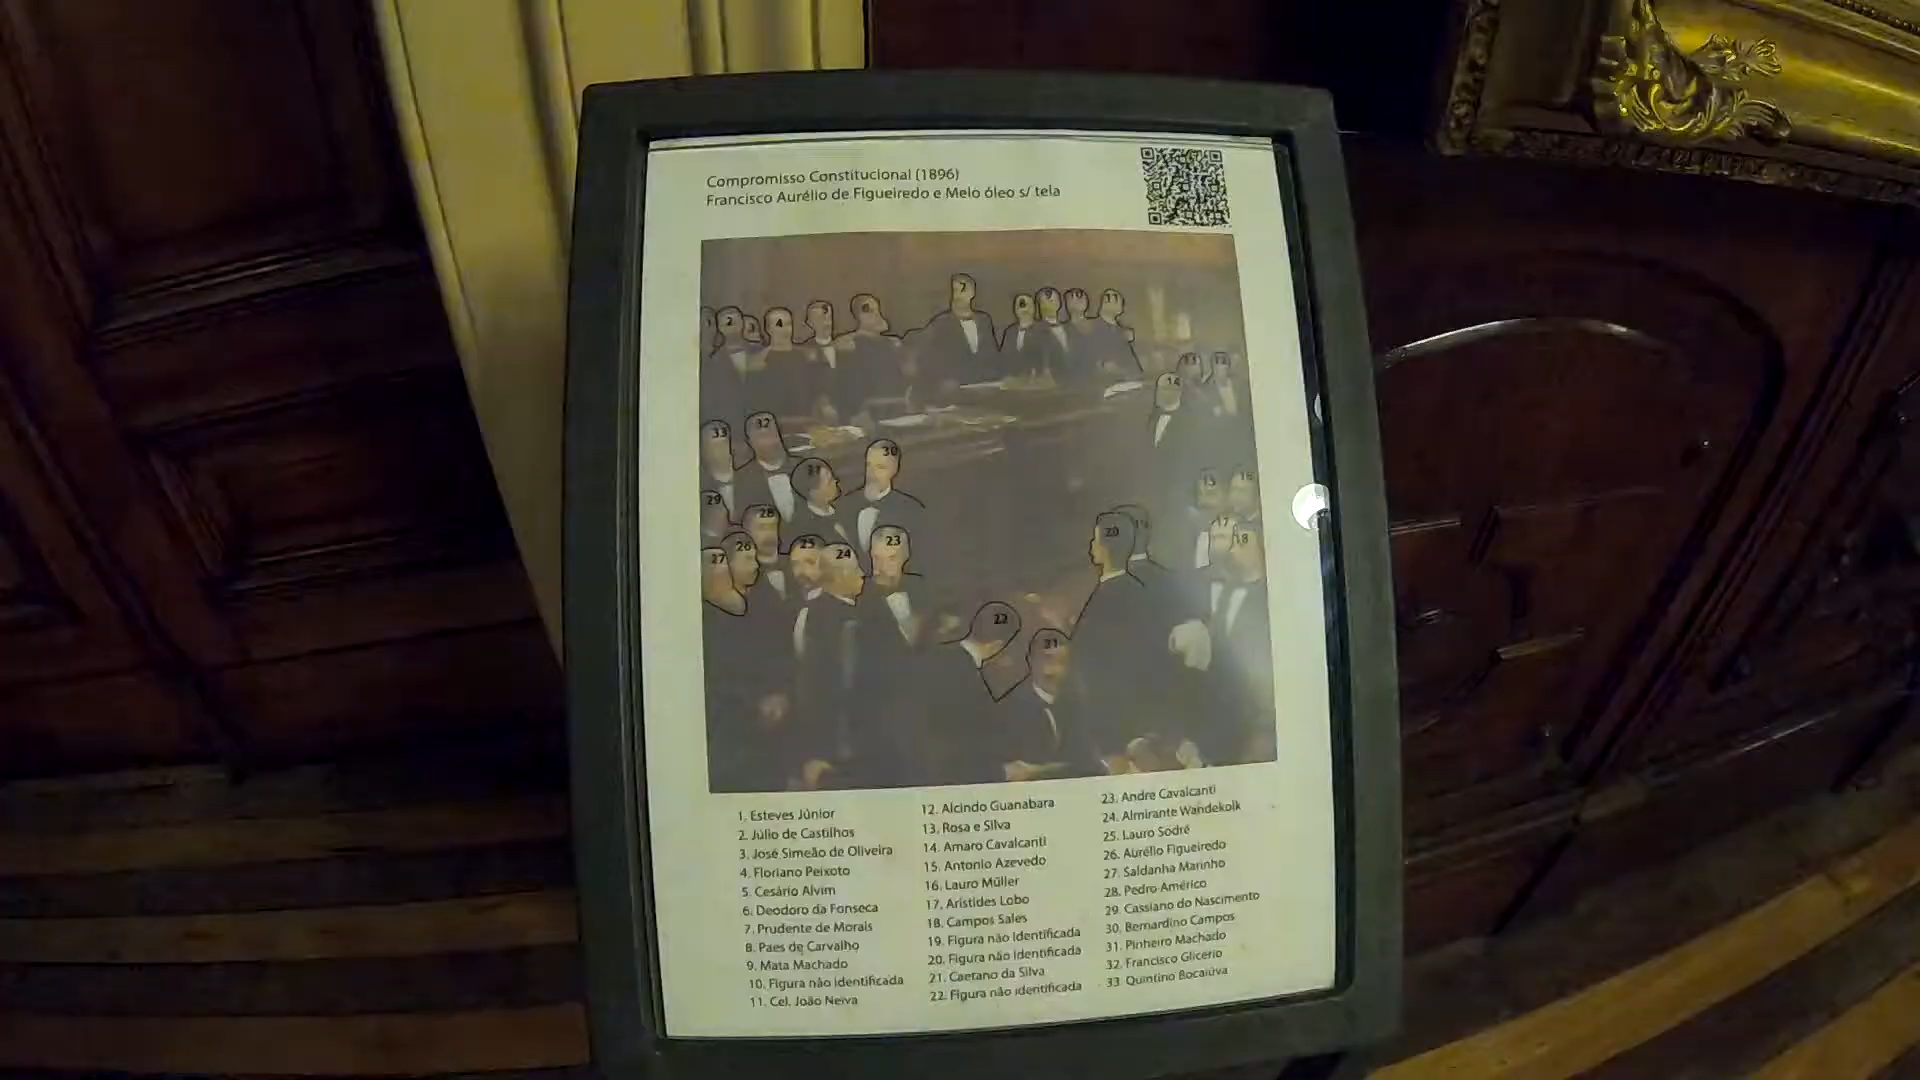 Compromisso Constitucional (1896)
Francisco Aurélio de Figueiredo e Melo óleo s/ tela
1. Esteves Júnior
2. Júlio de Castilhos
3. José Simeão de Oliveira
4. Floriano Peixoto
5. Cesário Alvim
6. Deodoro da Fonseca
7. Prudente de Morais
8. Paes de Carvalho
9. Mata Machado
10. Figura não identificada
11. Cel. João Neiva
12. Alcindo Guanabara
13. Rosa e Silva
14. Amaro Cavalcanti
15. Antonio Azevedo
16. Lauro Müller
17. Aristides Lobo
18. Campos Sales
19. Figura não identificada
20. Figura não identificada
21. Caetano da Silva
22. Figura não identificada
23. Andre Cavalcanti
24. Almirante Wandekolk
25. Lauro Sodré
26. Aurélio Figueiredo
27. Saldanha Marinho
28. Pedro Américo
29. Cassiano do Nascimento
30. Bernardino Campos
31. Pinheiro Machado
32. Francisco Glicerio
33 Quintino Bocaiúva